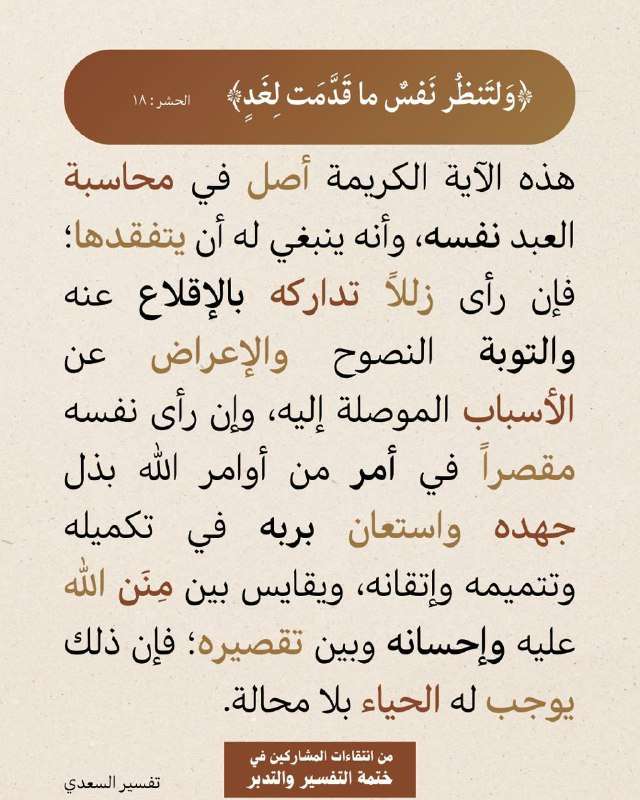 ﴿وَلتَنظُر نَفسٌ ما قَدَّمَت لِغَدٍ﴾ الحشر: ١٨
هذه الآية الكريمة أصل في محاسبة
العبد نفسه، وأنه ينبغي له أن يتفقدها؛
فإن رأى زللاً تداركه بالإقلاع عنه
والتوبة النصوح والإعراض عن
الأسباب الموصلة إليه، وإن رأى نفسه
مقصراً في أمر من أوامر الله بذل
جهده واستعان بربه في تكميله
وتتميمه وإتقانه، ويقايس بين مِنَن الله
عليه وإحسانه وبين تقصيره؛ فإن ذلك
يوجب له الحياء بلا محالة.
من انتقاءات المشاركين في
ختمة التفسير والتدبر
تفسير السعدي